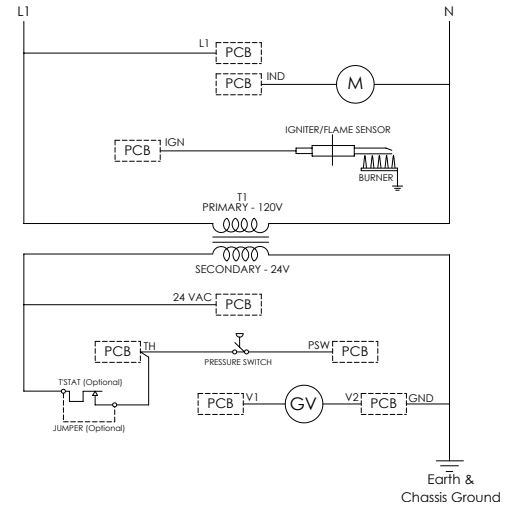 L1 N
L1 PCB
PCB IND M
IGNITER/FLAME SENSOR
PCB IGN
BURNER
T1
PRIMARY - 120V
SECONDARY - 24V
24 VAC PCB
PCB TH PSW PCB
PRESSURE SWITCH
T'STAT (Optional)
PCB V1 GV V2 PCB GND
JUMPER (Optional)
Earth &
Chassis Ground